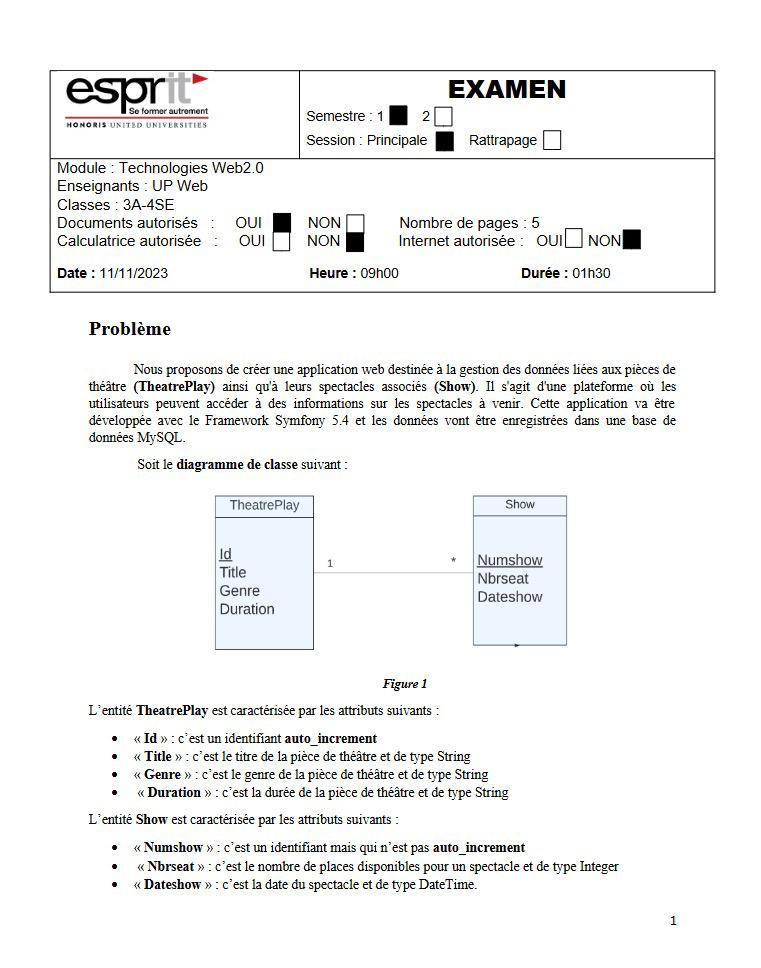 esprit
Se former autrement
HONORIS UNITED UNIVERSITIES
EXAMEN
Semestre : 1 2
Session : Principale Rattrapage
Module : Technologies Web2.0
Enseignants : UP Web
Classes : 3A-4SE
Documents autorisés : OUI NON Nombre de pages : 5
Calculatrice autorisée : OUI NON Internet autorisée : OUI NON
Date : 11/11/2023 Heure : 09h00 Durée : 01h30
Problème
Nous proposons de créer une application web destinée à la gestion des données liées aux pièces de
théâtre (TheatrePlay) ainsi qu'à leurs spectacles associés (Show). Il s'agit d'une plateforme où les
utilisateurs peuvent accéder à des informations sur les spectacles à venir. Cette application va être
développée avec le Framework Symfony 5.4 et les données vont être enregistrées dans une base de
données MySQL.
Soit le diagramme de classe suivant :
TheatrePlay
Id
Title
Genre
Duration
1 *
Show
Numshow
Nbrseat
Dateshow
Figure 1
L'entité TheatrePlay est caractérisée par les attributs suivants :
• « Id » : c'est un identifiant auto_increment
• « Title » : c'est le titre de la pièce de théâtre et de type String
• « Genre » : c'est le genre de la pièce de théâtre et de type String
• « Duration » : c'est la durée de la pièce de théâtre et de type String
L'entité Show est caractérisée par les attributs suivants :
• « Numshow » : c'est un identifiant mais qui n'est pas auto_increment
• « Nbrseat » : c'est le nombre de places disponibles pour un spectacle et de type Integer
• « Dateshow » : c'est la date du spectacle et de type DateTime.
1